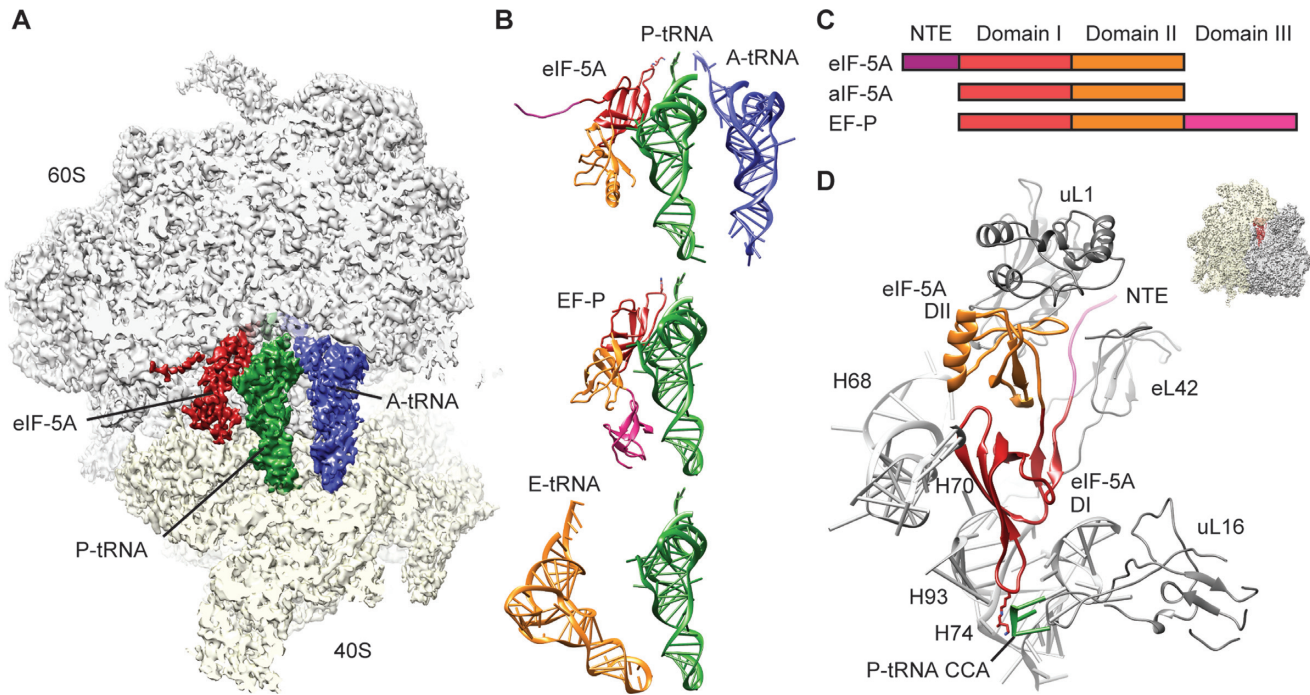 A
60S
eIF-5A
A-tRNA
P-tRNA
40S
B
P-tRNA
eIF-5A
A-tRNA
EF-P
E-tRNA
C
NTE Domain I Domain II Domain III
eIF-5A
aIF-5A
EF-P
D
uL1
eIF-5A
DII
NTE
H68
eL42
H70
eIF-5A
DI
uL16
H93
H74
P-tRNA CCA